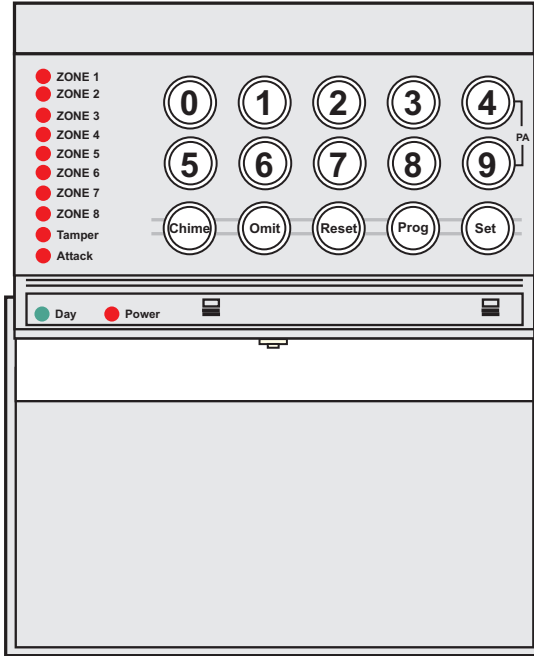 ZONE 1
ZONE 2
ZONE 3
ZONE 4
ZONE 5
ZONE 6
ZONE 7
ZONE 8
Tamper
Attack
0 1 2 3 4
PA
5 6 7 8 9
Chime Omit Reset Prog Set
Day Power